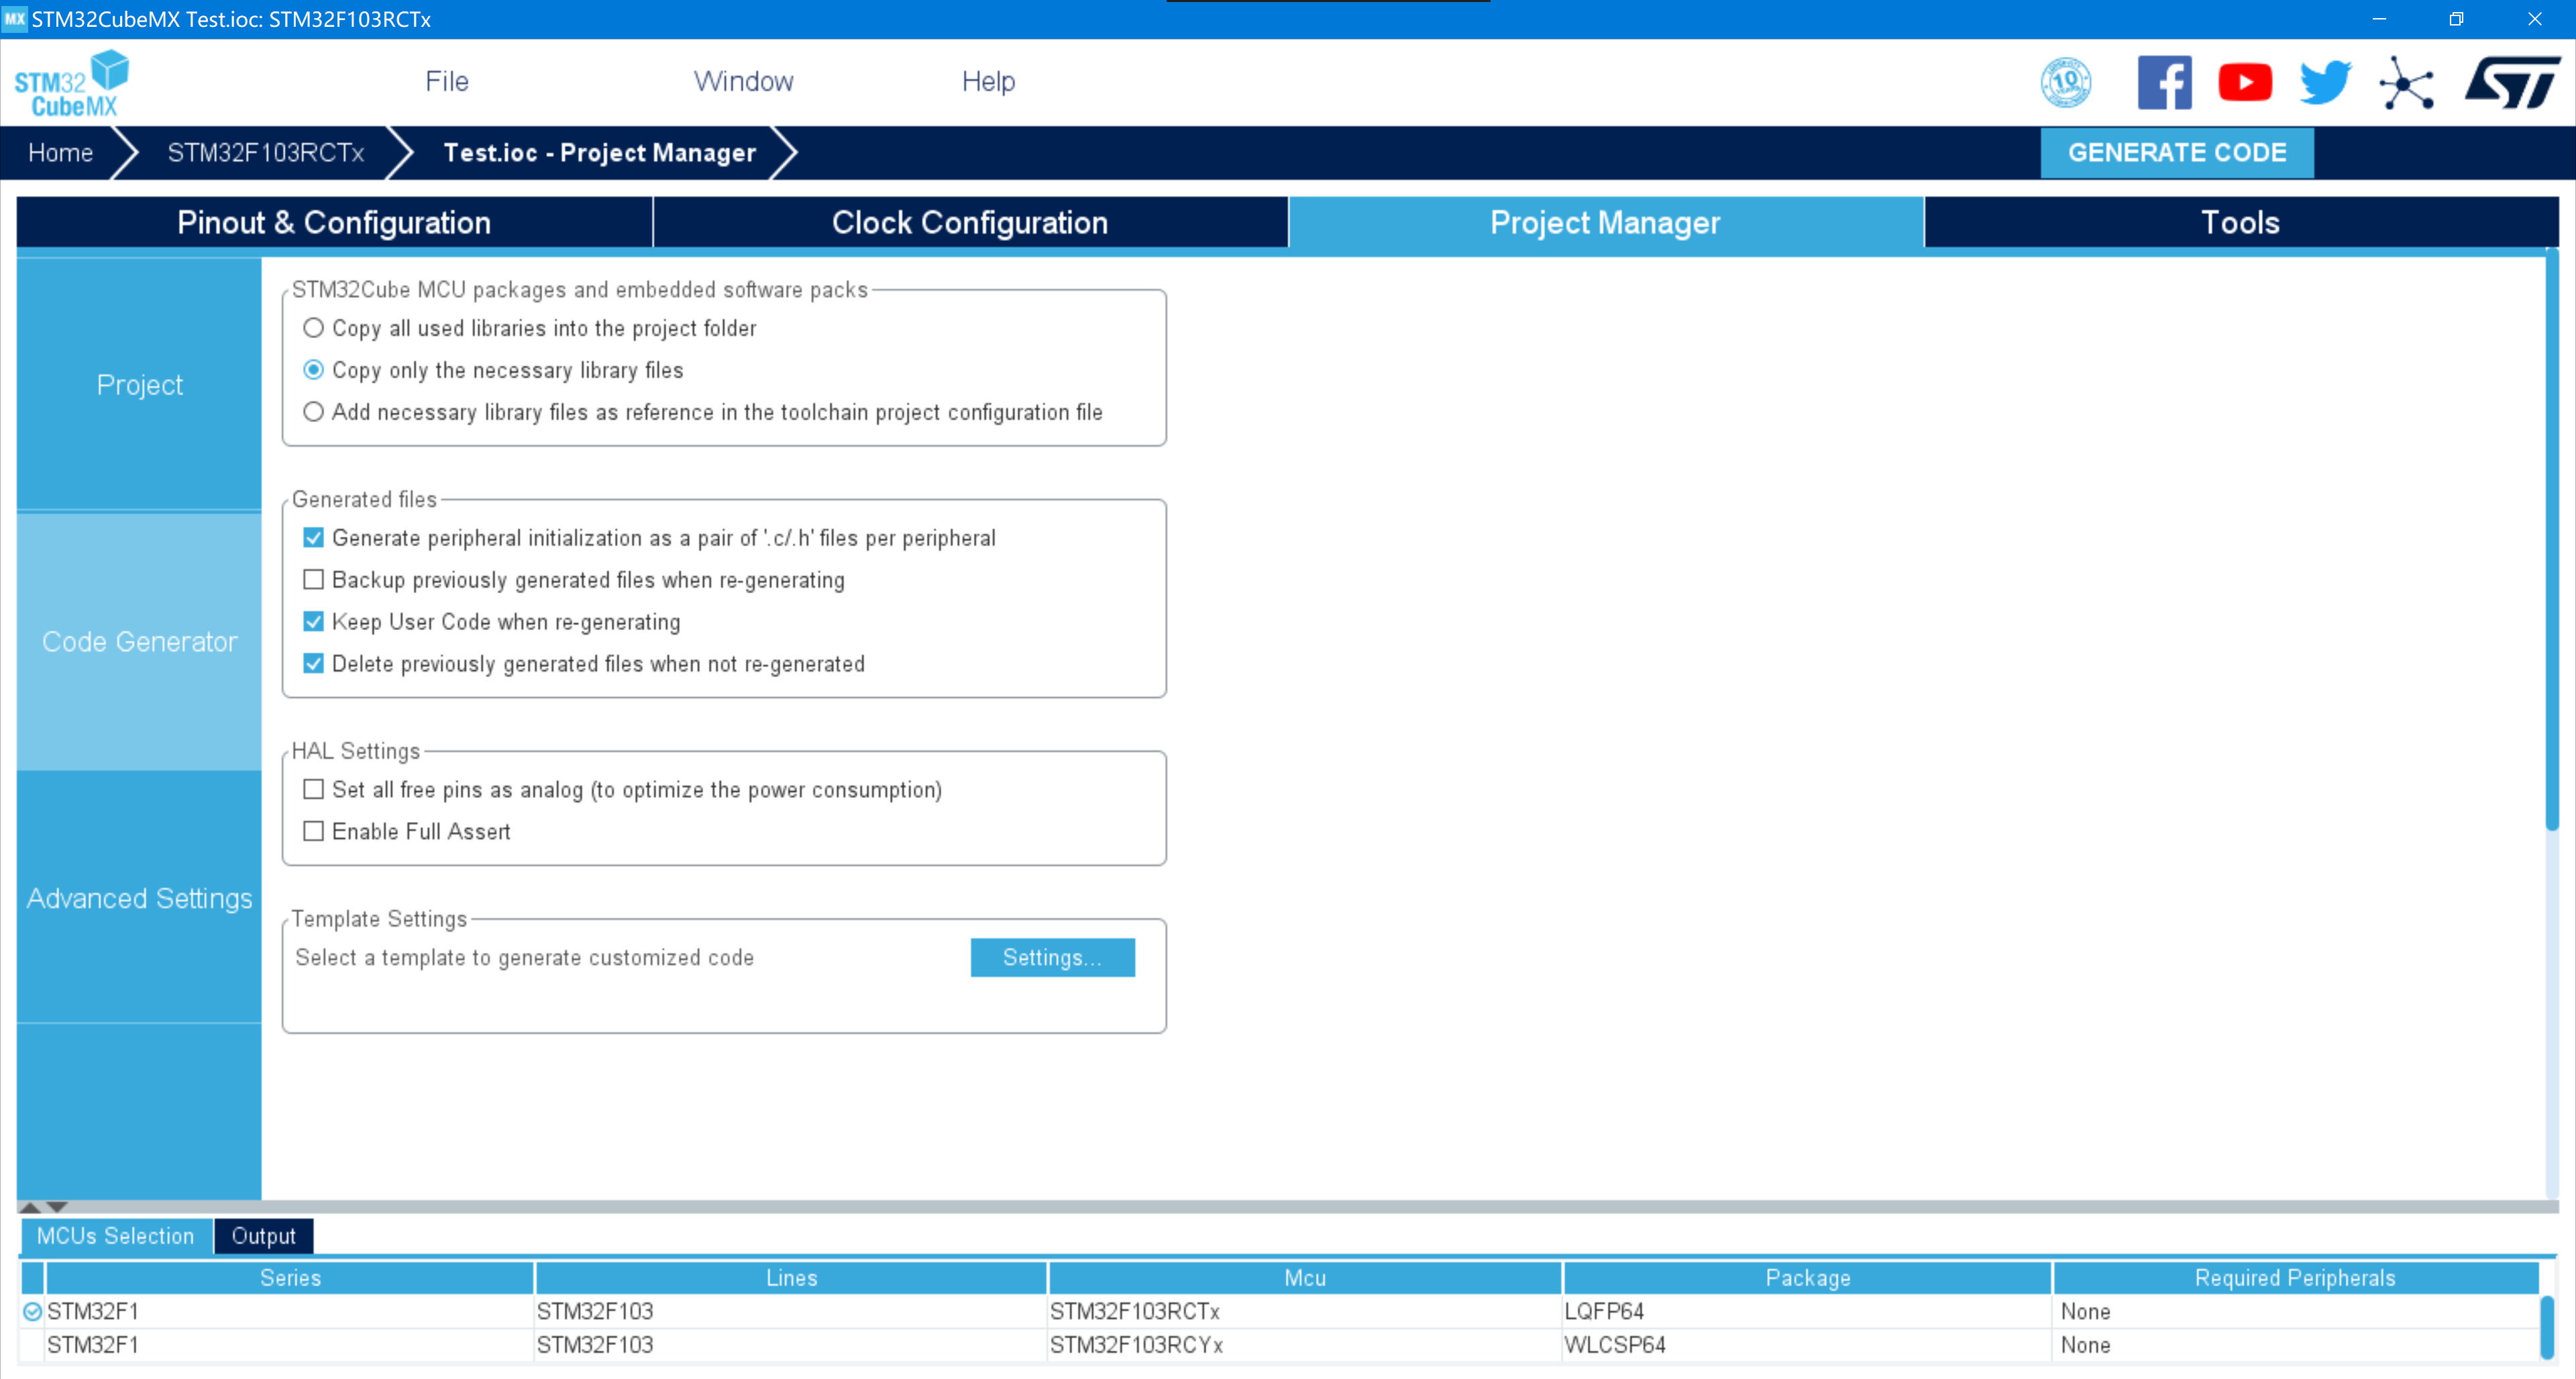 MX STM32CubeMX Test.ioc: STM32F103RCTx
STM32
CubeMX
File Window Help
10
Home STM32F103RCTx Test.ioc - Project Manager GENERATE CODE
Pinout & Configuration Clock Configuration Project Manager Tools
Project
Code Generator
Advanced Settings
STM32Cube MCU packages and embedded software packs
Copy all used libraries into the project folder
Copy only the necessary library files
Add necessary library files as reference in the toolchain project configuration file
Generated files
Generate peripheral initialization as a pair of '.c/.h' files per peripheral
Backup previously generated files when re-generating
Keep User Code when re-generating
Delete previously generated files when not re-generated
HAL Settings
Set all free pins as analog (to optimize the power consumption)
Enable Full Assert
Template Settings
Select a template to generate customized code Settings...
MCUs Selection Output
Series Lines Mcu Package Required Peripherals
STM32F1 STM32F103 STM32F103RCTx LQFP64 None
STM32F1 STM32F103 STM32F103RCYx WLCSP64 None